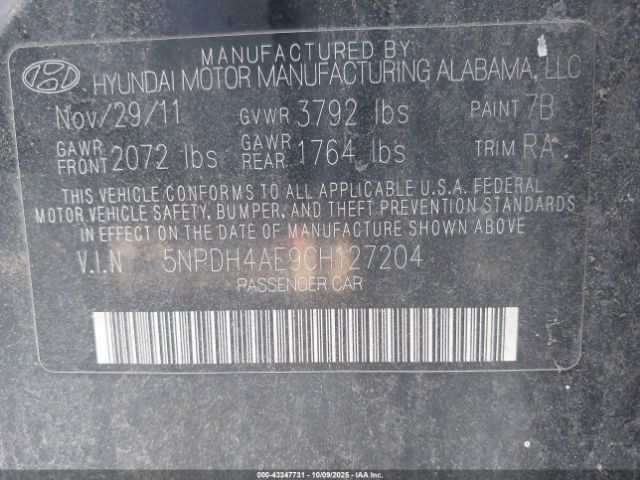 MANUFACTURED BY
HYUNDAI MOTOR MANUFACTURING ALABAMA, LLC
Nov/29/11 GVWR 3792 lbs PAINT 7B
GAWR FRONT 2072 lbs GAWR REAR 1764 lbs TRIM RA
THIS VEHICLE CONFORMS TO ALL APPLICABLE U.S.A. FEDERAL
MOTOR VEHICLE SAFETY, BUMPER, AND THEFT PREVENTION STANDARDS
IN EFFECT ON THE DATE OF MANUFACTURE SHOWN ABOVE
V.I.N 5NPDH4AE9CH127204
PASSENGER CAR
000-43347731 - 10/09/2025 - IAA Inc.